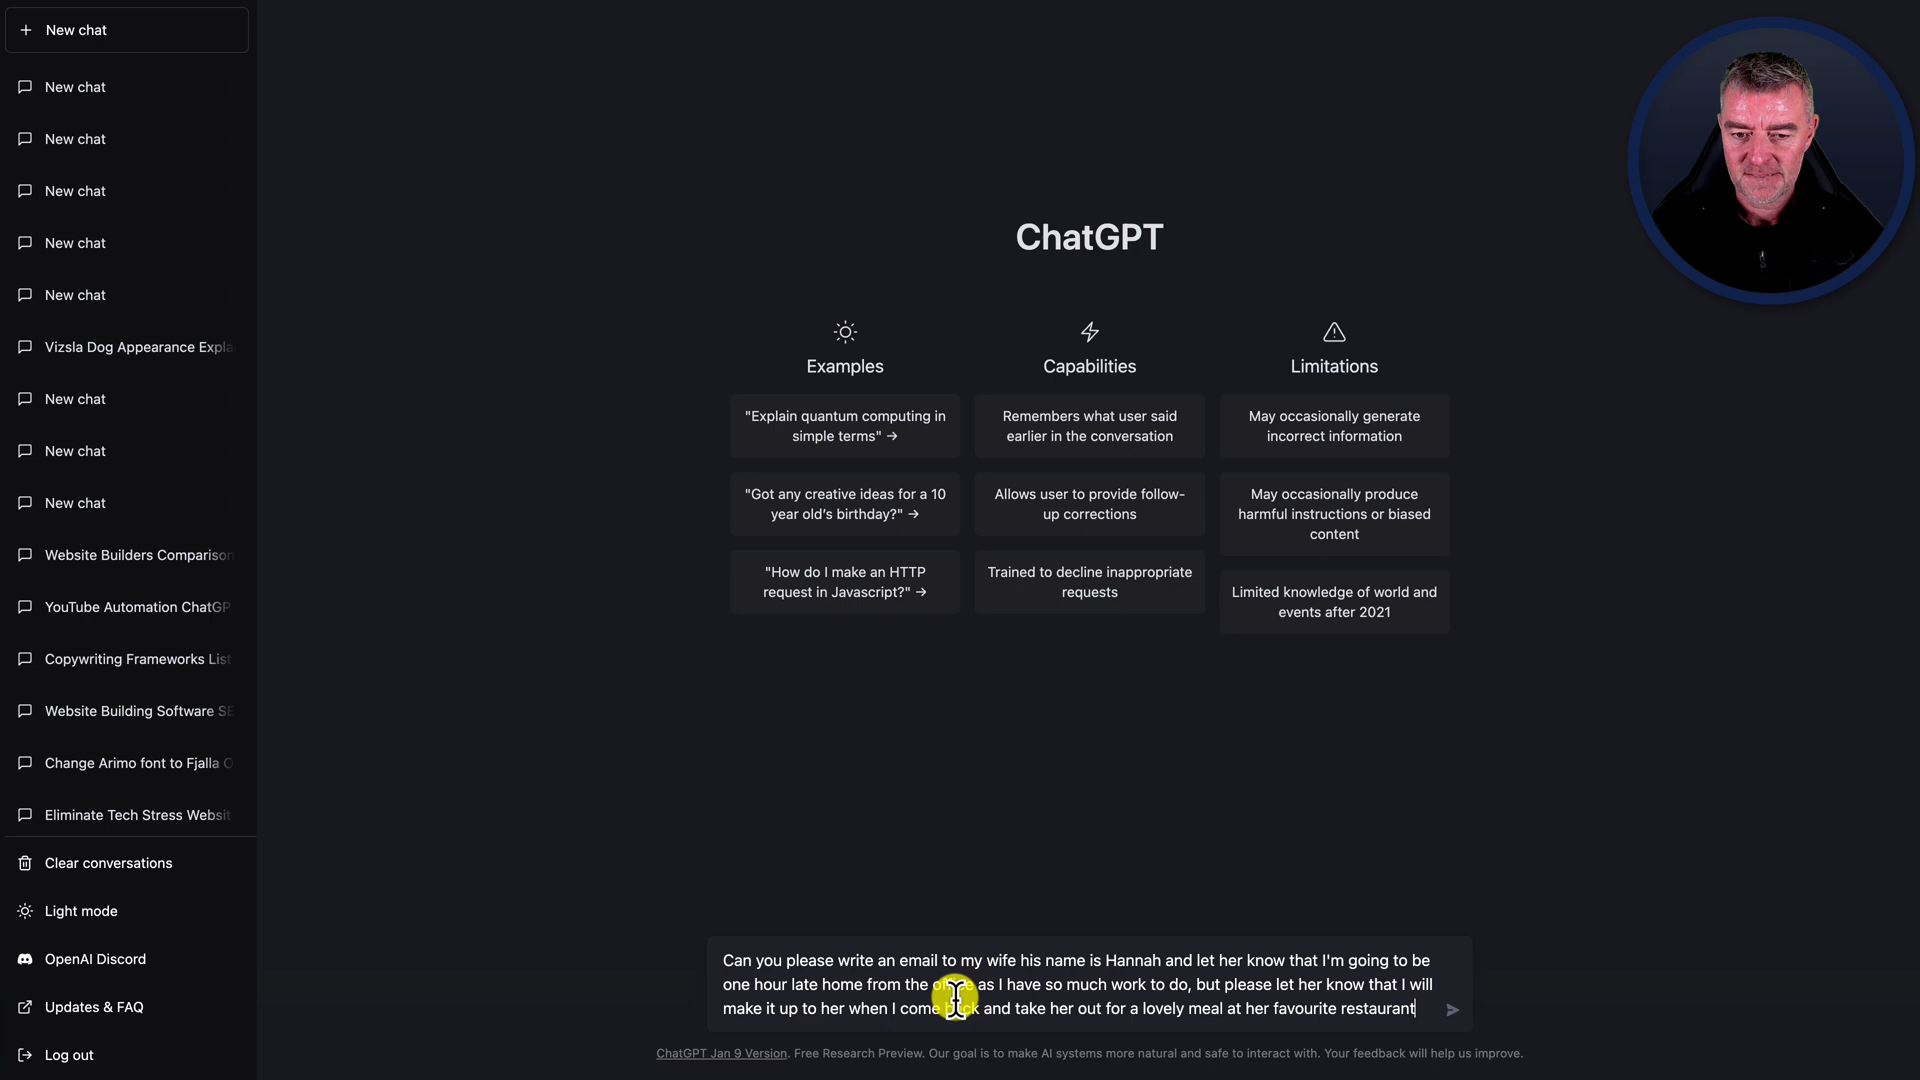 New chat
New chat
New chat
New chat
New chat
New chat
Vizsla Dog Appearance Expla
New chat
New chat
New chat
Website Builders Comparison
YouTube Automation ChatGP
Copywriting Frameworks List
Website Building Software SE
Change Arimo font to Fjalla O
Eliminate Tech Stress Websit
Clear conversations
Light mode
OpenAI Discord
Updates & FAQ
Log out
ChatGPT
Examples
"Explain quantum computing in
simple terms" →
"Got any creative ideas for a 10
year old's birthday?" →
"How do I make an HTTP
request in Javascript?" →
Capabilities
Remembers what user said
earlier in the conversation
Allows user to provide follow-
up corrections
Trained to decline inappropriate
requests
Limitations
May occasionally generate
incorrect information
May occasionally produce
harmful instructions or biased
content
Limited knowledge of world and
events after 2021
Can you please write an email to my wife his name is Hannah and let her know that I'm going to be
one hour late home from the office as I have so much work to do, but please let her know that I will
make it up to her when I come back and take her out for a lovely meal at her favourite restaurant
ChatGPT Jan 9 Version. Free Research Preview. Our goal is to make AI systems more natural and safe to interact with. Your feedback will help us improve.